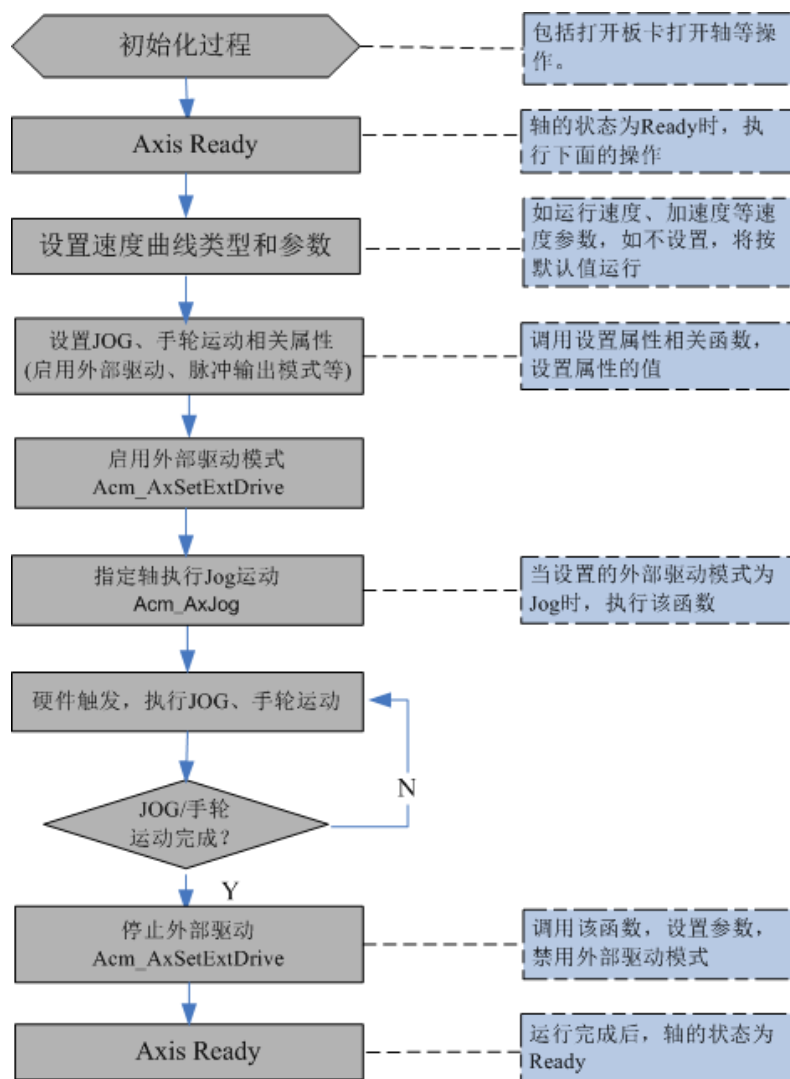 初始化过程
包括打开板卡打开轴等操
作。
Axis Ready
轴的状态为Ready时，执
行下面的操作
设置速度曲线类型和参数
如运行速度、加速度等速
度参数，如不设置，将按
默认值运行
设置JOG、手轮运动相关属性
(启用外部驱动、脉冲输出模式等)
调用设置属性相关函数，
设置属性的值
启用外部驱动模式
Acm_AxSetExtDrive
指定轴执行Jog运动
Acm_AxJog
当设置的外部驱动模式为
Jog时，执行该函数
硬件触发，执行JOG、手轮运动
N
JOG/手轮
运动完成?
Y
停止外部驱动
Acm_AxSetExtDrive
调用该函数，设置参数，
禁用外部驱动模式
Axis Ready
运行完成后，轴的状态为
Ready